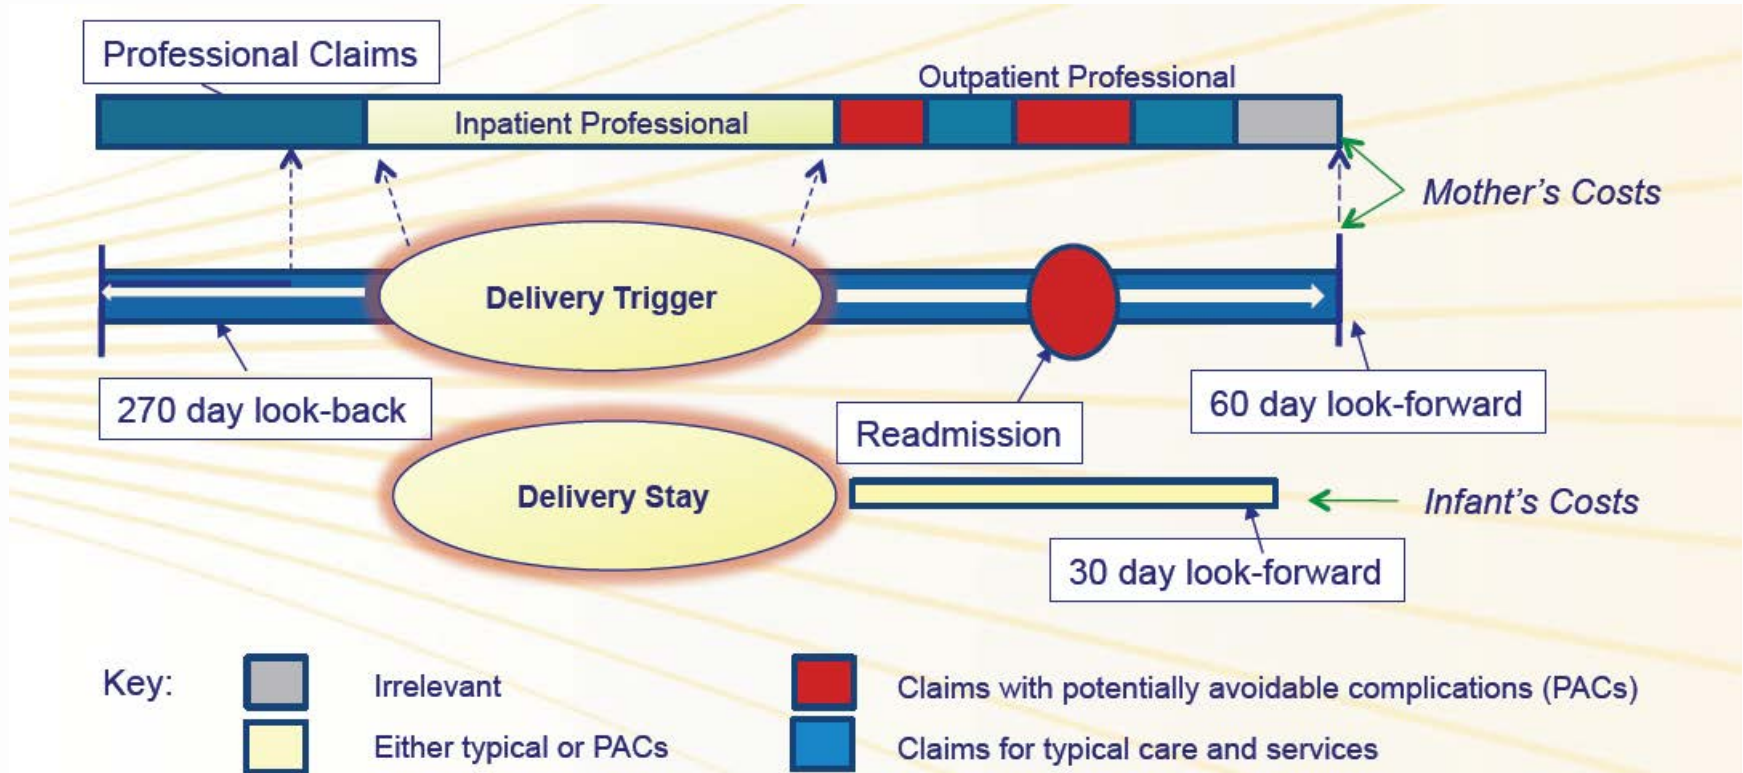 Professional Claims
Outpatient Professional
Inpatient Professional
Mother's Costs
Delivery Trigger
270 day look-back
60 day look-forward
Readmission
Delivery Stay
Infant's Costs
30 day look-forward
Key:
Irrelevant
Claims with potentially avoidable complications (PACs)
Either typical or PACs
Claims for typical care and services